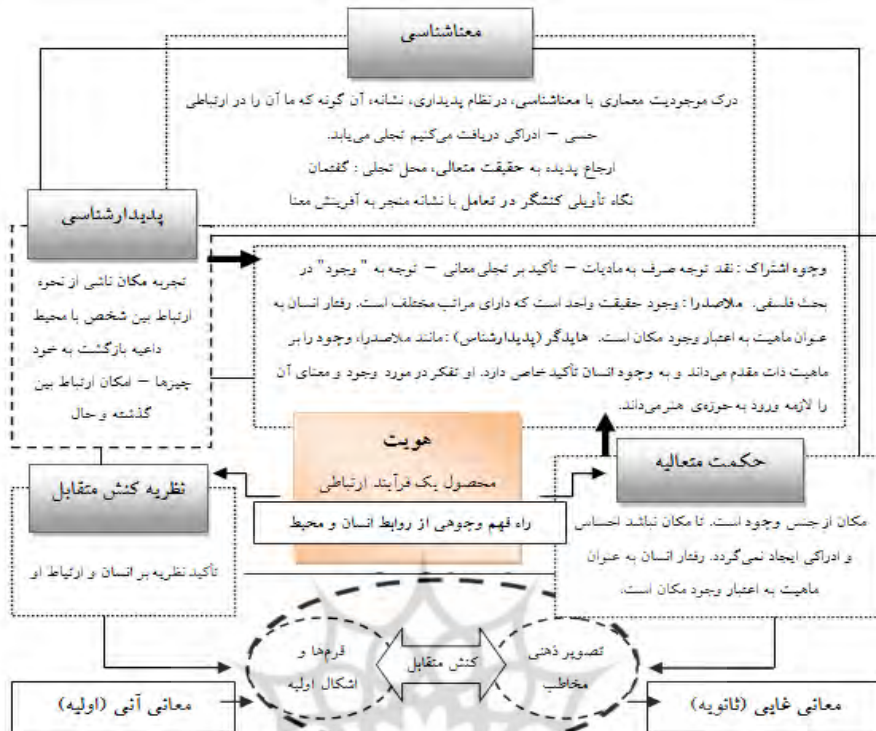 معناشناسی
درک موجودیت معماری با معناشناسی، در نظام پدیداری، نشانه، آن گونه که ما آن را در ارتباطی
حسی – ادراکی دریافت می‌کنیم تجلی می‌یابد.
ارجاع پدیده به حقیقت متعالی، محل تجلی : گفتمان
نگاه تأویلی کنشگر در تعامل با نشانه منجر به آفرینش معنا
پدیدارشناسی
تجربه مکان ناشی از نحوه
ارتباط بین شخص با محیط
داعیه بازگشت به خود
چیزها – امکان ارتباط بین
گذشته و حال
وجوه اشتراک : نقد توجه صرف به مادیات – تأکید بر تجلی معانی – توجه به " وجود" در
بحث فلسفی. ملاصدرا : وجود حقیقت واحد است که دارای مراتب مختلف است. رفتار انسان به
عنوان ماهیت به اعتبار وجود مکان است. هایدگر (پدیدارشناس) : مانند ملاصدرا، وجود را بر
ماهیت ذات مقدم می‌داند و به وجود انسان تأکید خاصی دارد. او تفکر در مورد وجود و معنای آن
را لازمه ورود به حوزه‌ی هنر می‌داند.
هویت
محصول یک فرآیند ارتباطی
راه فهم وجوهی از روابط انسان و محیط
نظریه کنش متقابل
تأکید نظریه بر انسان و ارتباط او
حکمت متعالیه
مکان از جنس وجود است. تا مکان نباشد احساس
و ادراکی ایجاد نمی‌گردد. رفتار انسان به عنوان
ماهیت به اعتبار وجود مکان است.
تصویر ذهنی
مخاطب
کنش متقابل
فرم‌ها و
اشکال اولیه
معانی غایی (ثانویه)
معانی آنی (اولیه)